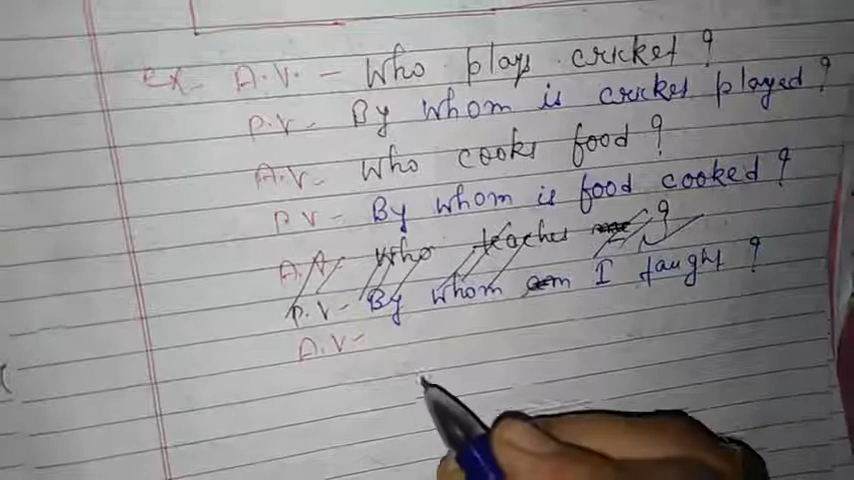 ex- A.V. - Who plays cricket ?
P.V- By whom is cricket played ?
A.V- Who cooks food ?
P.V- By whom is food cooked ?
A.V Who teaches ?
P.V- By whom am I taught ?
A.V-